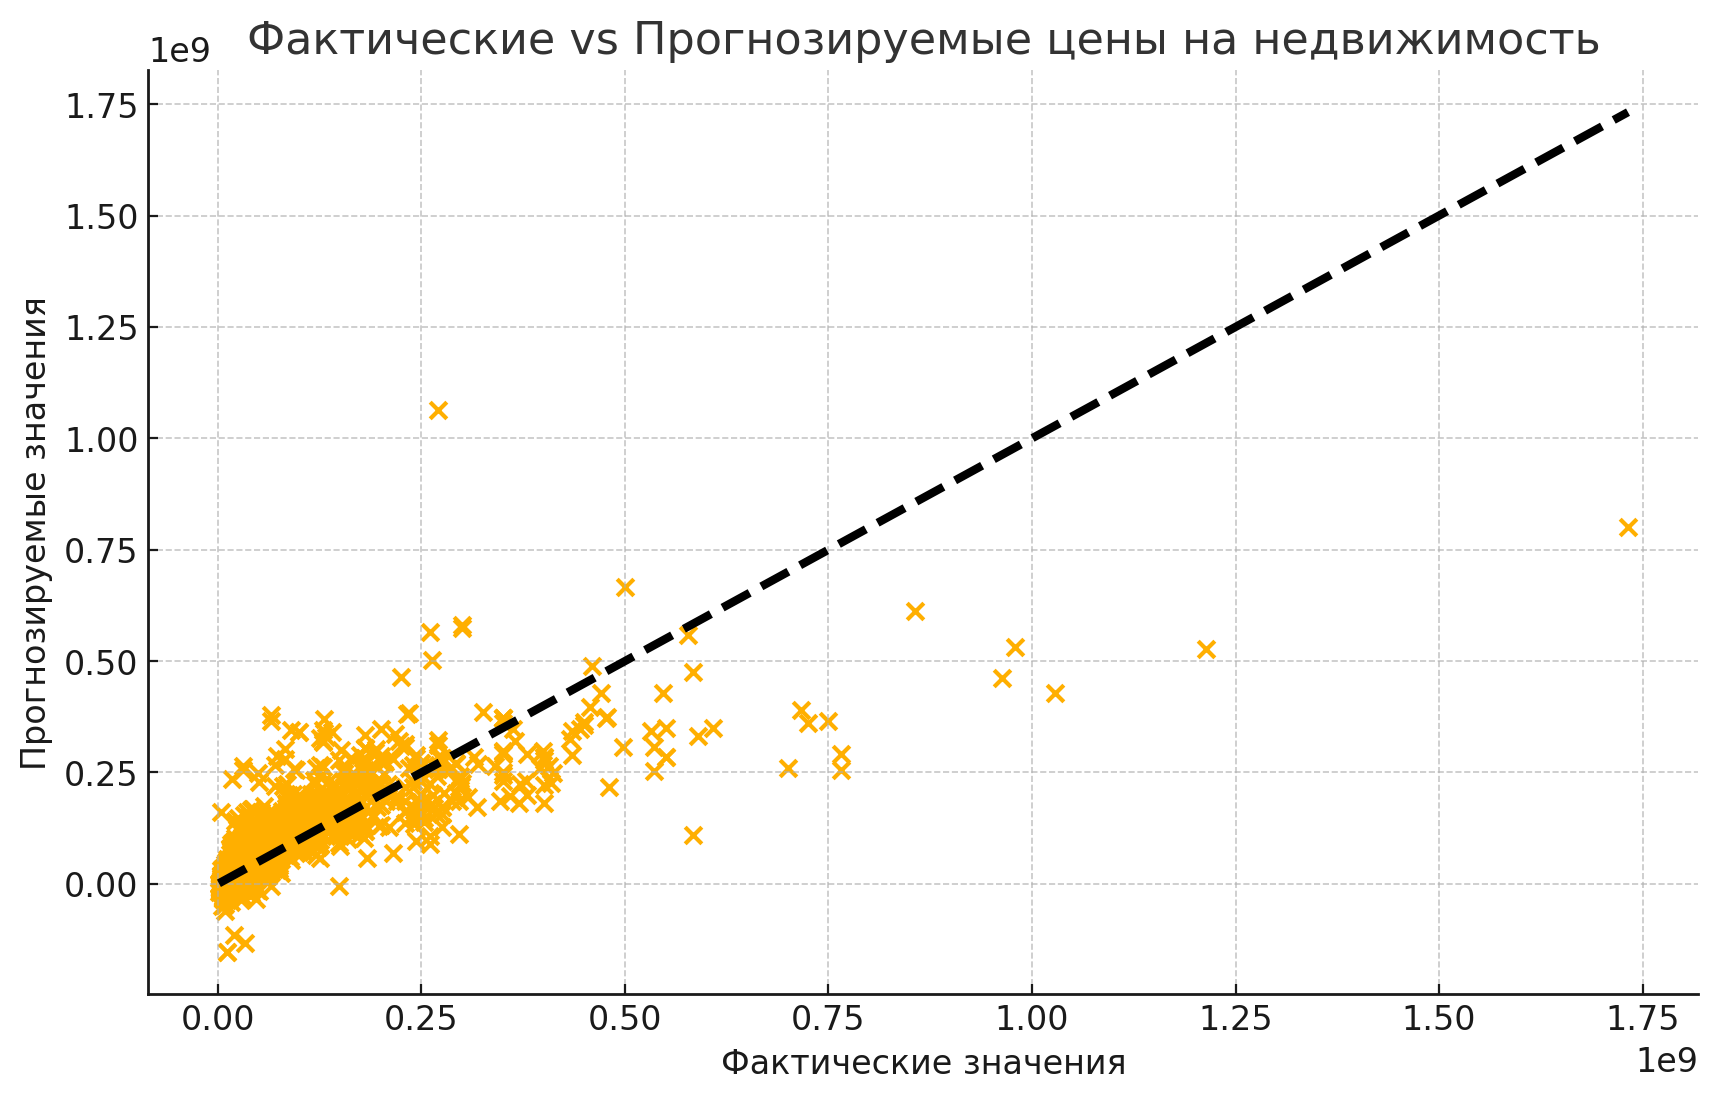 Фактические vs Прогнозируемые цены на недвижимость
1e9
1.75
1.50
1.25
1.00
0.75
0.50
0.25
0.00
Прогнозируемые значения
0.00 0.25 0.50 0.75 1.00 1.25 1.50 1.75
1e9
Фактические значения